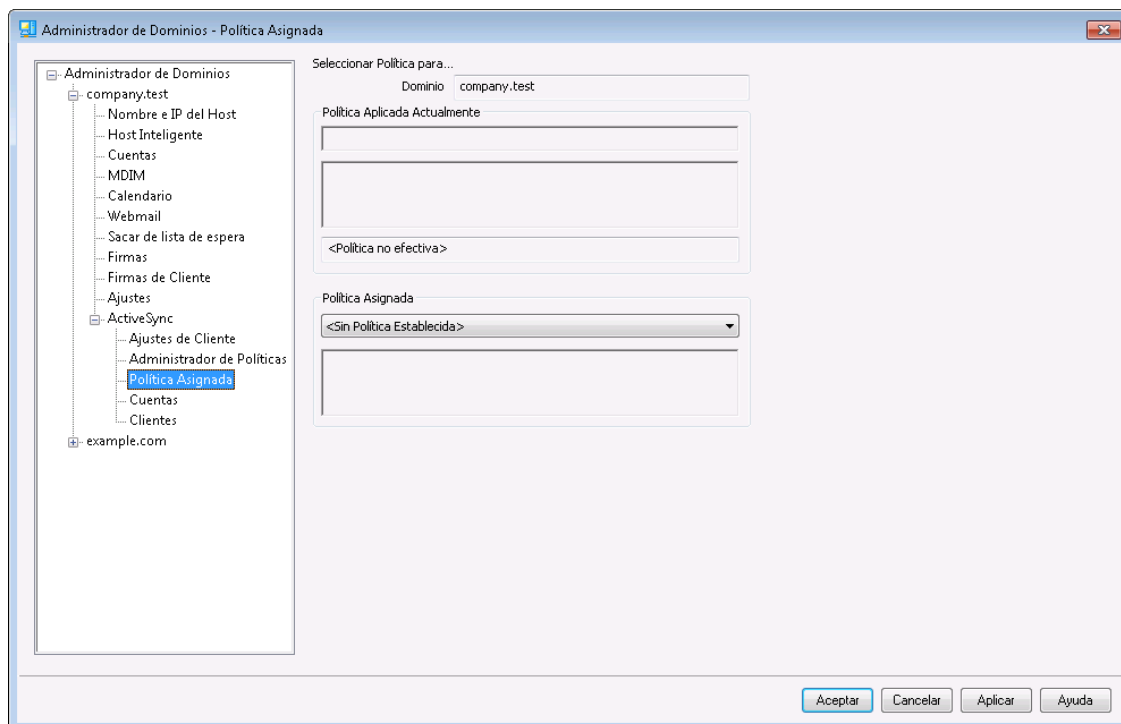 Administrador de Dominios - Política Asignada
Administrador de Dominios
company.test
Nombre e IP del Host
Host Inteligente
Cuentas
MDIM
Calendario
Webmail
Sacar de lista de espera
Firmas
Firmas de Cliente
Ajustes
ActiveSync
Ajustes de Cliente
Administrador de Políticas
Política Asignada
Cuentas
Clientes
example.com
Seleccionar Política para...
Dominio company.test
Política Aplicada Actualmente
<Política no efectiva>
Política Asignada
<Sin Política Establecida>
Aceptar Cancelar Aplicar Ayuda